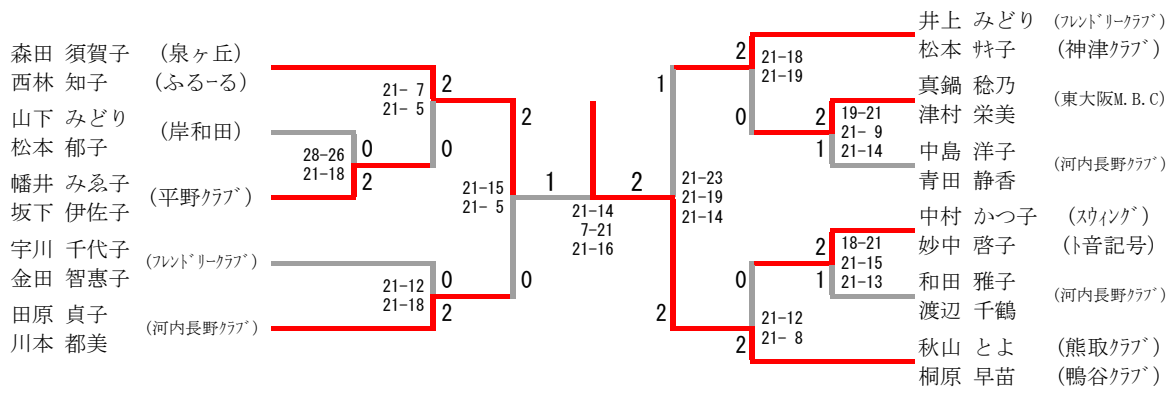 森田 須賀子 (泉ヶ丘)
西林 知子 (ふるーる)
山下 みどり
松本 郁子
(岸和田)
幡井 みゑ子
坂下 伊佐子
(平野ｸﾗﾌﾞ)
宇川 千代子
金田 智惠子
(ﾌﾚﾝﾄﾞﾘｰｸﾗﾌﾞ)
田原 貞子
川本 都美
(河内長野ｸﾗﾌﾞ)
21- 7
21- 5
2
0
28-26
21-18
0
2
21-12
21-18
0
2
21-15
21- 5
2
0
1
2
21-14
7-21
21-16
21-23
21-19
21-14
1
2
21-18
21-19
2
0
19-21
21- 9
21-14
2
1
18-21
21-15
21-13
2
1
21-12
21- 8
0
2
井上 みどり (ﾌﾚﾝﾄﾞﾘｰｸﾗﾌﾞ)
松本 ｻｷ子 (神津ｸﾗﾌﾞ)
真鍋 稔乃
津村 栄美
(東大阪M.B.C)
中島 洋子
青田 静香
(河内長野ｸﾗﾌﾞ)
中村 かつ子 (ｽｳｨﾝｸﾞ)
妙中 啓子 (ﾄ音記号)
和田 雅子
渡辺 千鶴
(河内長野ｸﾗﾌﾞ)
秋山 とよ (熊取ｸﾗﾌﾞ)
桐原 早苗 (鴨谷ｸﾗﾌﾞ)